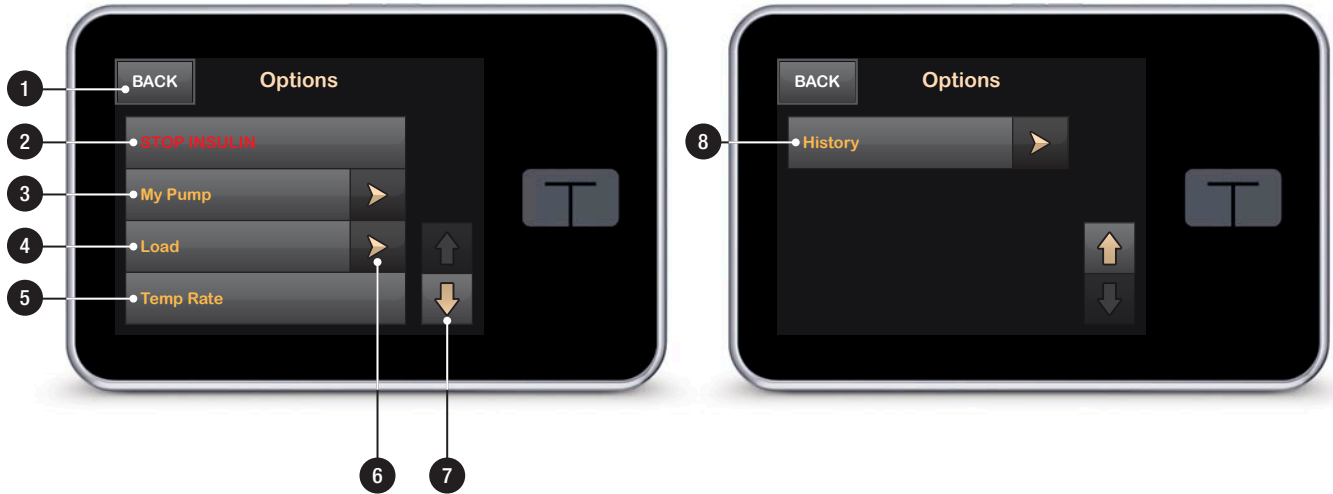 BACK
Options
1
2
STOP INSULIN
3
My Pump
4
Load
5
Temp Rate
6
7
BACK
Options
8
History